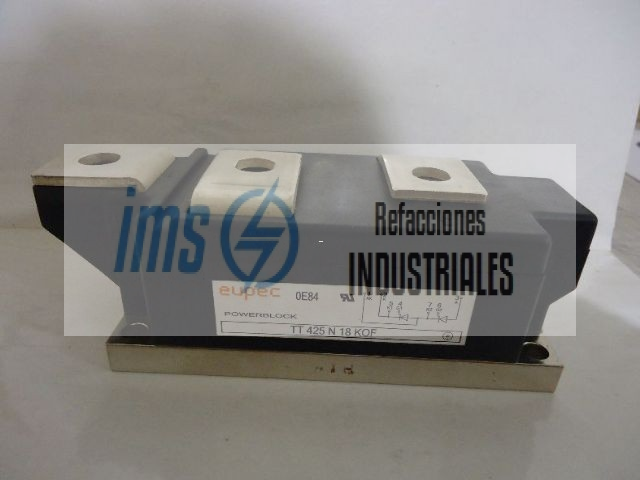 ims
Refacciones
INDUSTRIALES
eupec
0E84
POWERBLOCK
TT 425 N 18 KOF